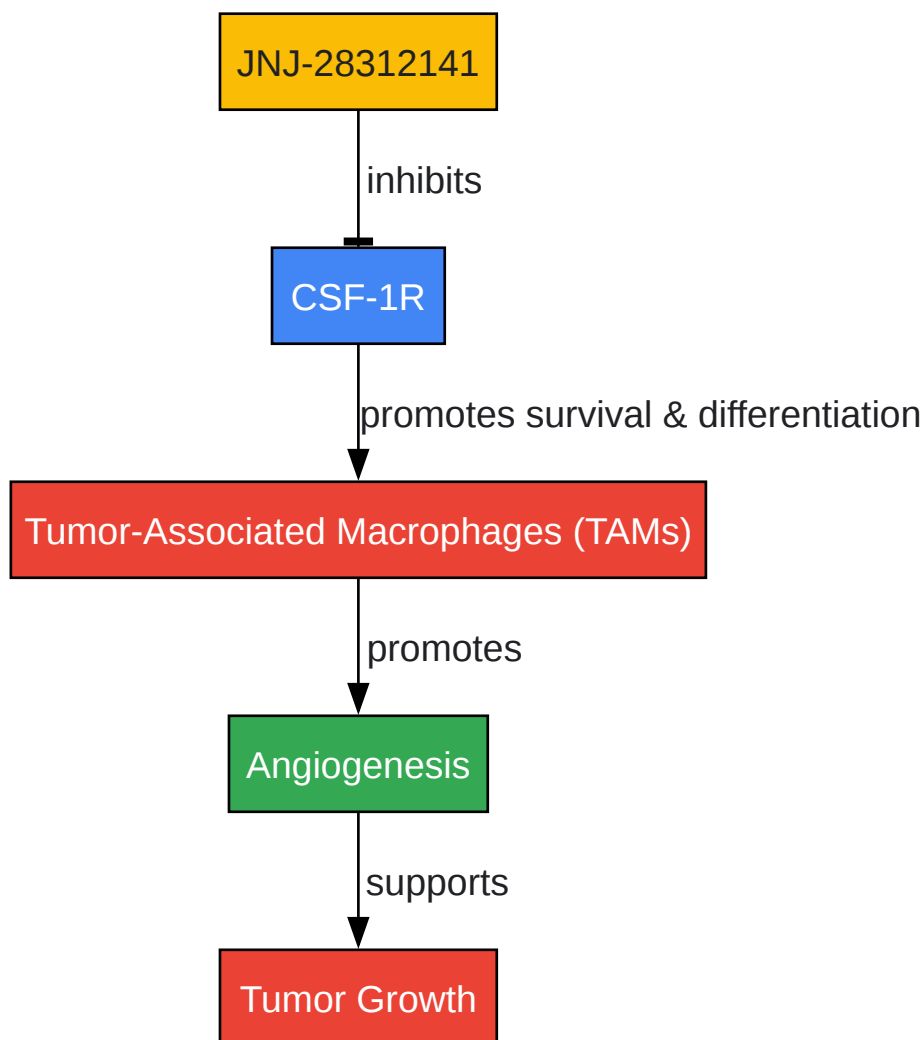 JNJ-28312141
inhibits
CSF-1R
promotes survival & differentiation
Tumor-Associated Macrophages (TAMs)
promotes
Angiogenesis
supports
Tumor Growth